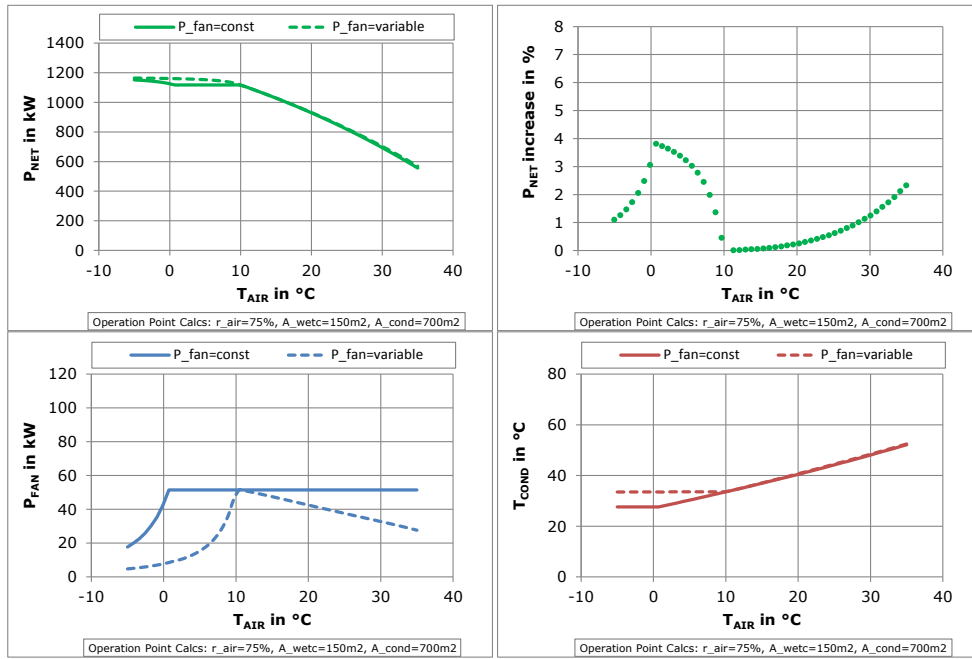 P_fan=const P_fan=variable
1400
1200
1000
800
600
400
200
0
P_NET in kW
-10 0 10 20 30 40
T_AIR in °C
Operation Point Calcs: r_air=75%, A_wetc=150m2, A_cond=700m2
8
7
6
5
4
3
2
1
0
P_NET increase in %
-10 0 10 20 30 40
T_AIR in °C
Operation Point Calcs: r_air=75%, A_wetc=150m2, A_cond=700m2
P_fan=const P_fan=variable
120
100
80
60
40
20
0
P_FAN in kW
-10 0 10 20 30 40
T_AIR in °C
Operation Point Calcs: r_air=75%, A_wetc=150m2, A_cond=700m2
P_fan=const P_fan=variable
80
60
40
20
0
T_COND in °C
-10 0 10 20 30 40
T_AIR in °C
Operation Point Calcs: r_air=75%, A_wetc=150m2, A_cond=700m2